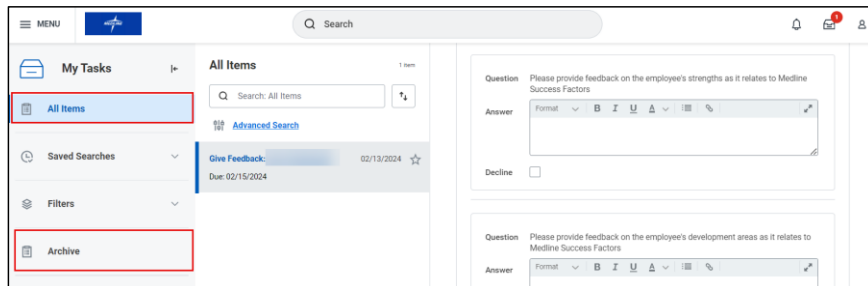 MENU
Search
1
My Tasks
All Items
Saved Searches
Filters
Archive
All Items
1 item
Search: All Items
Advanced Search
Give Feedback:
02/13/2024
Due: 02/15/2024
Question Please provide feedback on the employee's strengths as it relates to Medline
Success Factors
Answer
Format B I U A
Decline
Question Please provide feedback on the employee's development areas as it relates to
Medline Success Factors
Answer
Format B I U A